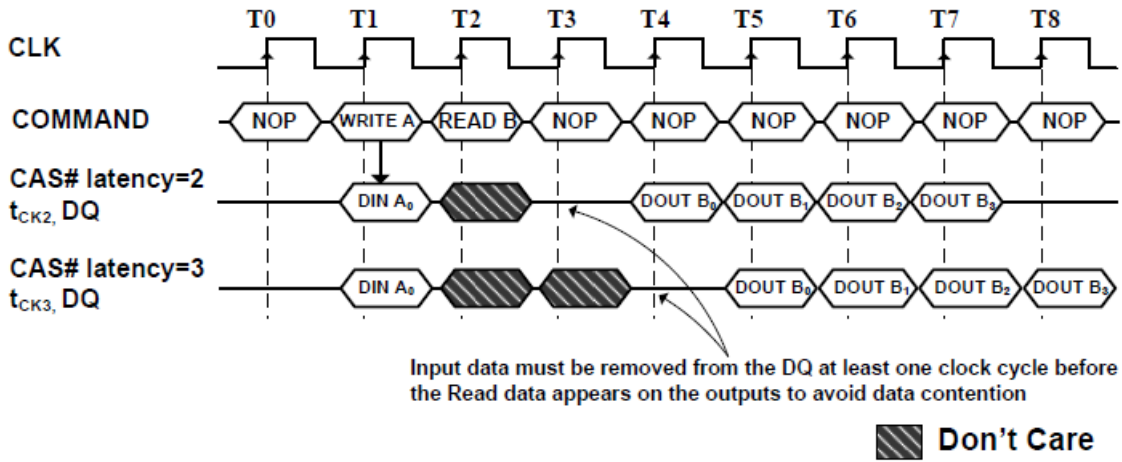 T0 T1 T2 T3 T4 T5 T6 T7 T8
CLK
COMMAND NOP WRITE A READ B NOP NOP NOP NOP NOP NOP
CAS# latency=2
tCK2, DQ DIN A0 DOUT B0 DOUT B1 DOUT B2 DOUT B3
CAS# latency=3
tCK3, DQ DIN A0 DOUT B0 DOUT B1 DOUT B2 DOUT B3
Input data must be removed from the DQ at least one clock cycle before
the Read data appears on the outputs to avoid data contention
Don't Care